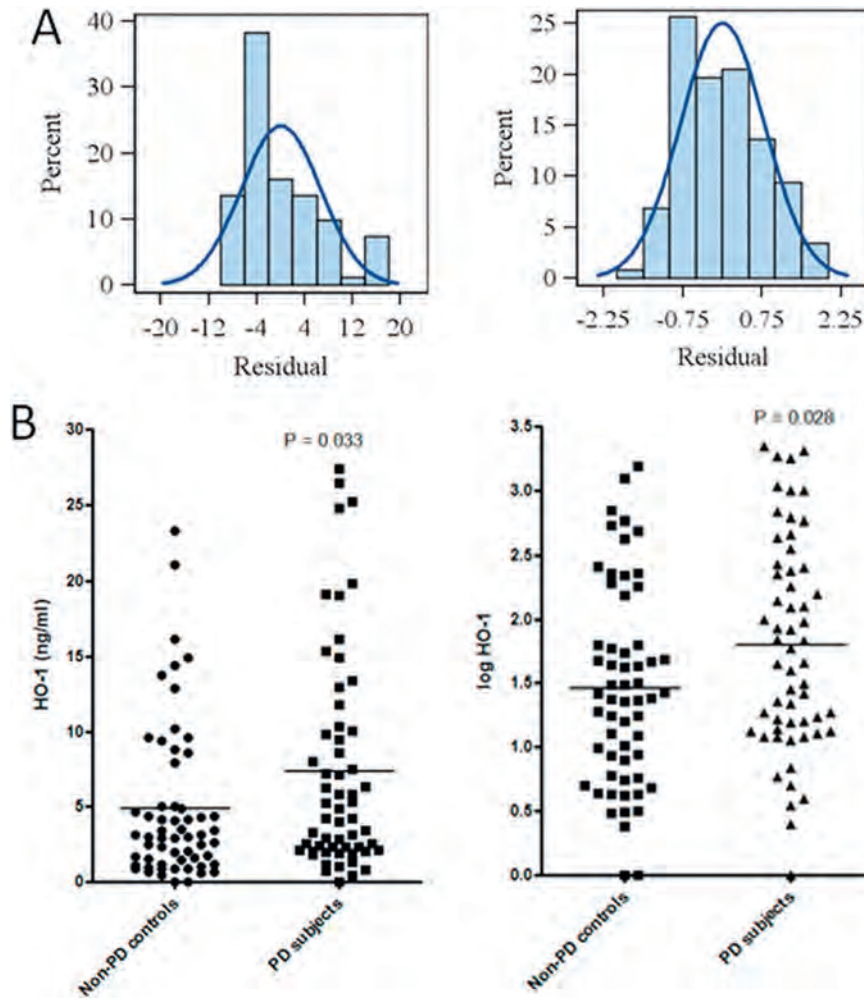 A
40
30
20
10
0
Percent
-20 -12 -4 4 12 20
Residual
25
20
15
10
5
0
Percent
-2.25 -0.75 0.75 2.25
Residual
B
30
25
20
15
10
5
0
HO-1 (ng/ml)
P = 0.033
Non-PD controls
PD subjects
3.5
3.0
2.5
2.0
1.5
1.0
0.5
0.0
log HO-1
P = 0.028
Non-PD controls
PD subjects